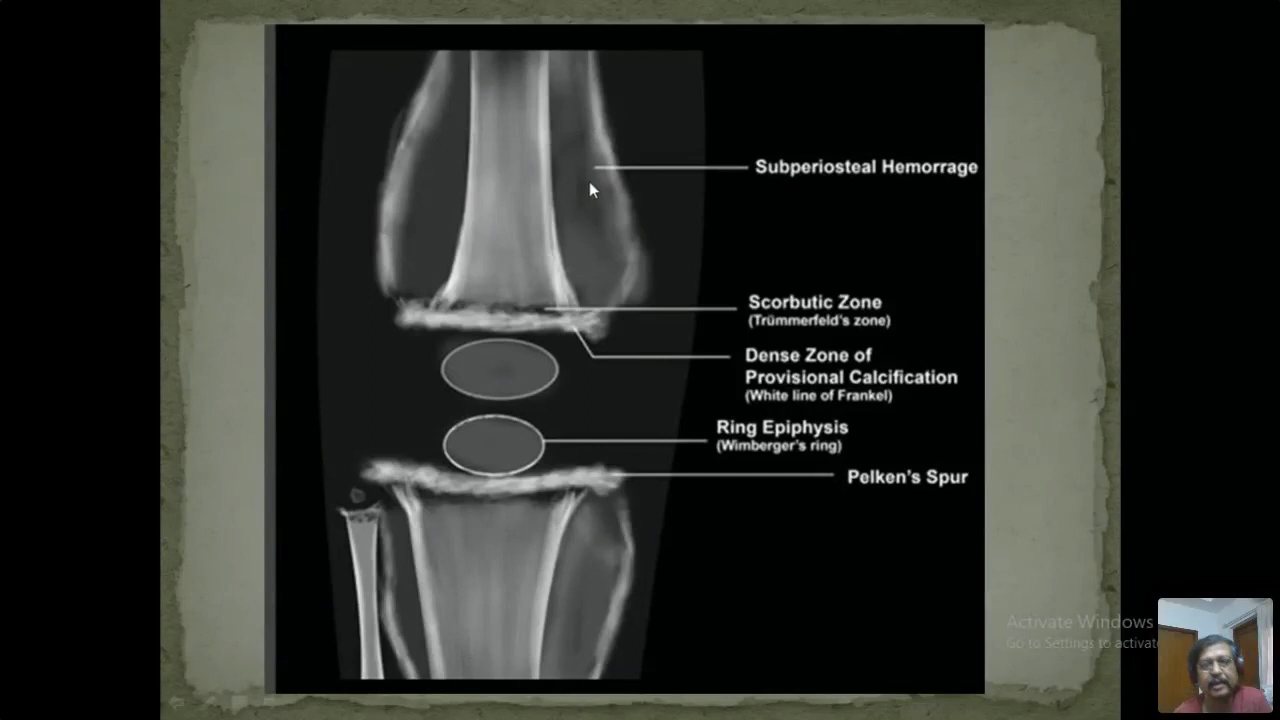 Subperiosteal Hemorrage
Scorbutic Zone
(Trümmerfeld's zone)
Dense Zone of
Provisional Calcification
(White line of Frankel)
Ring Epiphysis
(Wimberger's ring)
Pelken's Spur
Activate Windows
Go to Settings to activate